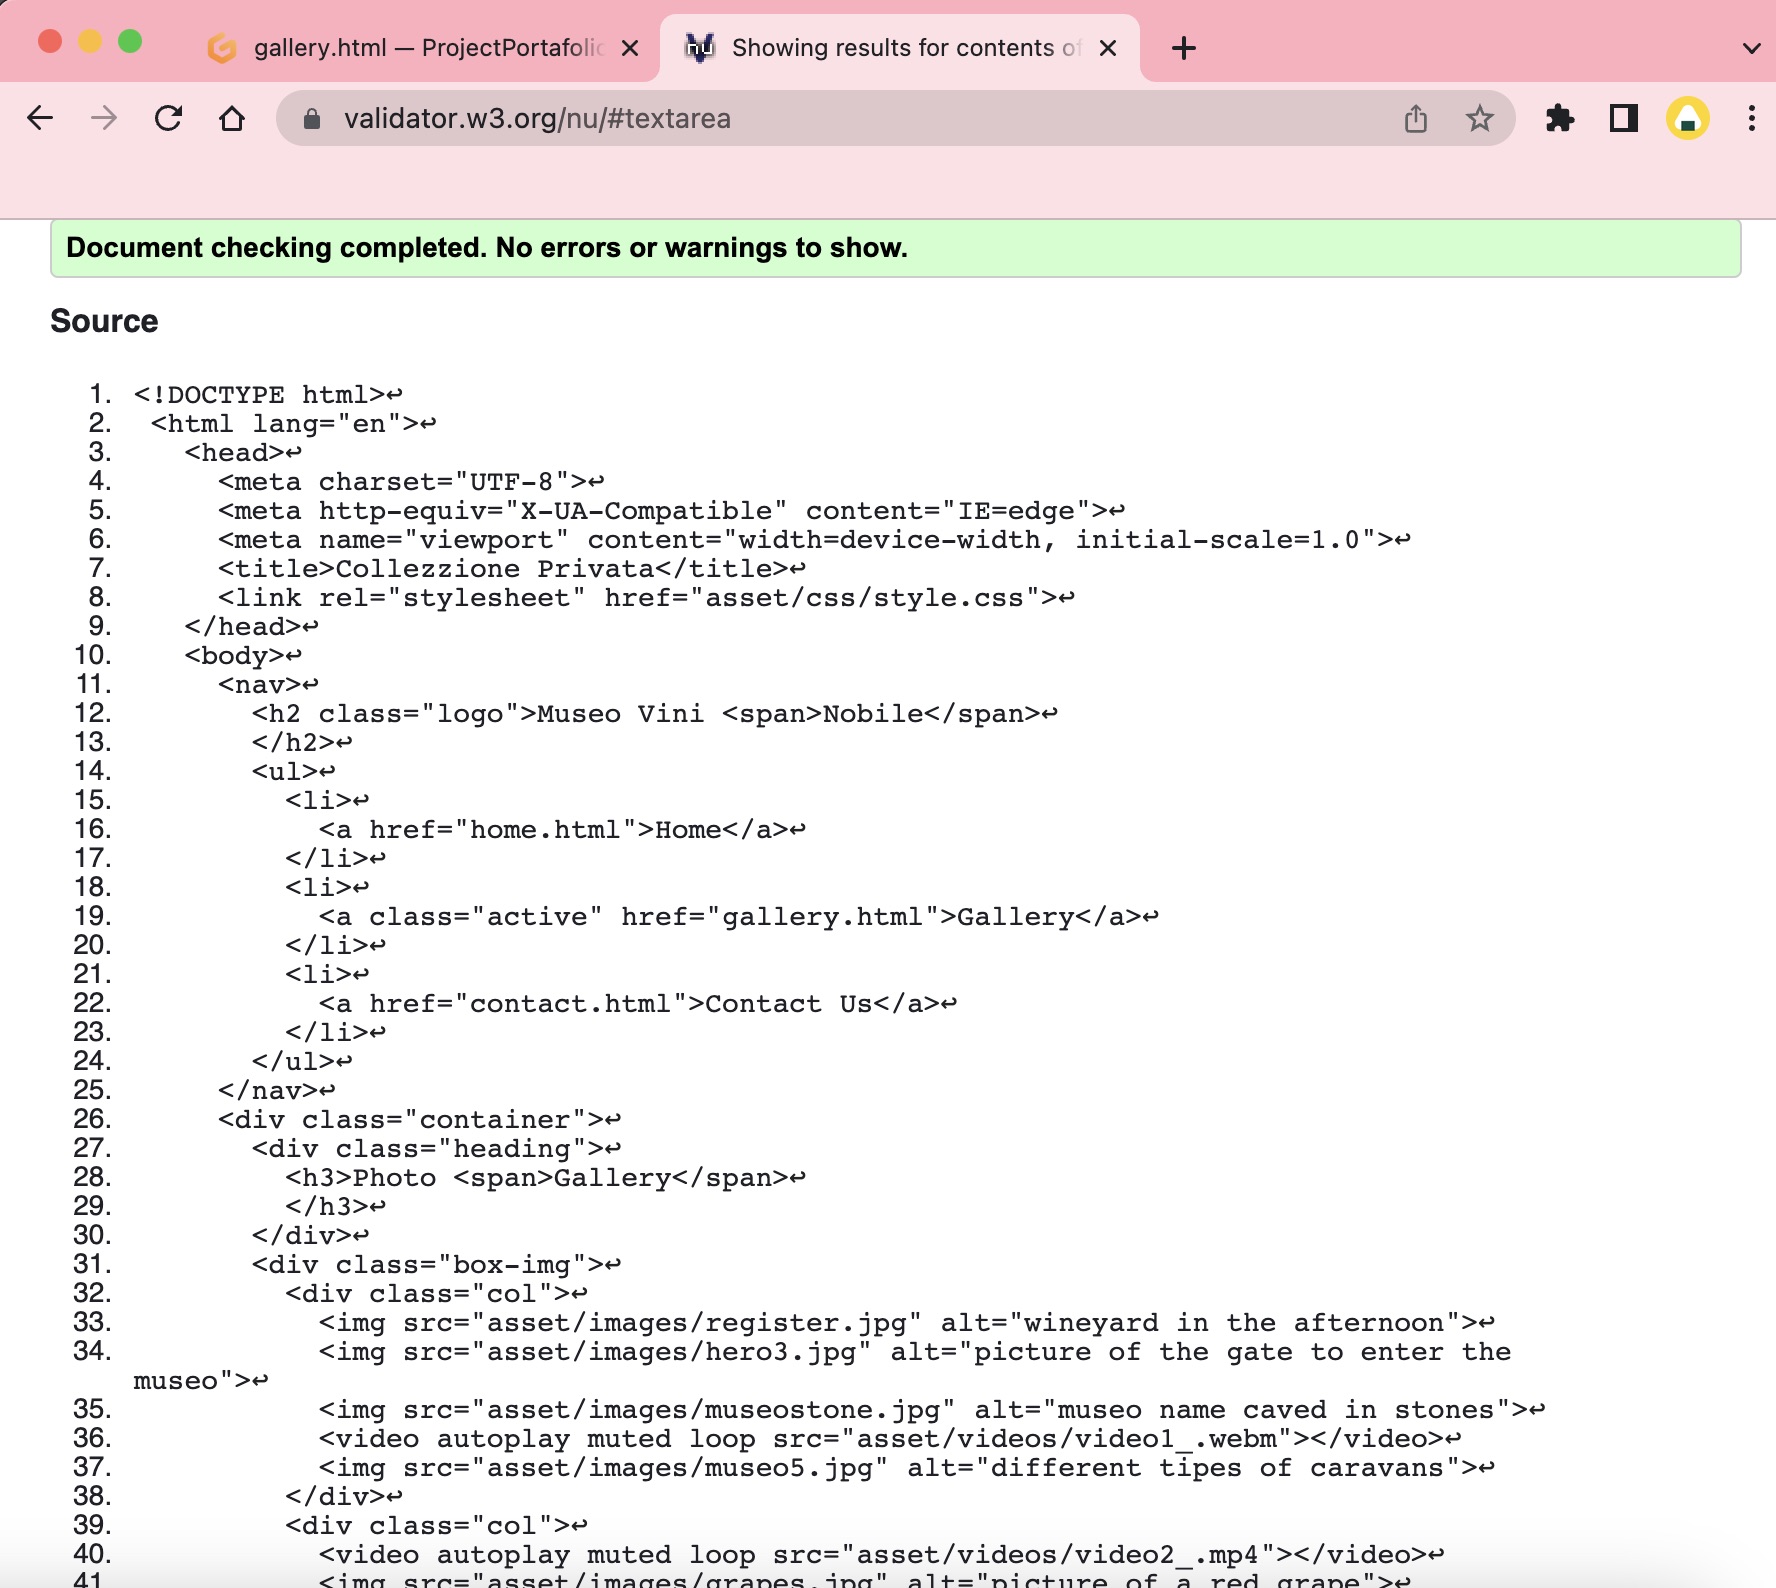 gallery.html — ProjectPortafolio
Showing results for contents of
validator.w3.org/nu/#textarea
Document checking completed. No errors or warnings to show.
Source
1. <!DOCTYPE html>↩
2. <html lang="en">↩
3. <head>↩
4. <meta charset="UTF-8">↩
5. <meta http-equiv="X-UA-Compatible" content="IE=edge">↩
6. <meta name="viewport" content="width=device-width, initial-scale=1.0">↩
7. <title>Collezzione Privata</title>↩
8. <link rel="stylesheet" href="asset/css/style.css">↩
9. </head>↩
10. <body>↩
11. <nav>↩
12. <h2 class="logo">Museo Vini <span>Nobile</span>↩
13. </h2>↩
14. <ul>↩
15. <li>↩
16. <a href="home.html">Home</a>↩
17. </li>↩
18. <li>↩
19. <a class="active" href="gallery.html">Gallery</a>↩
20. </li>↩
21. <li>↩
22. <a href="contact.html">Contact Us</a>↩
23. </li>↩
24. </ul>↩
25. </nav>↩
26. <div class="container">↩
27. <div class="heading">↩
28. <h3>Photo <span>Gallery</span>↩
29. </h3>↩
30. </div>↩
31. <div class="box-img">↩
32. <div class="col">↩
33. <img src="asset/images/register.jpg" alt="wineyard in the afternoon">↩
34. <img src="asset/images/hero3.jpg" alt="picture of the gate to enter the
museo">↩
35. <img src="asset/images/museostone.jpg" alt="museo name caved in stones">↩
36. <video autoplay muted loop src="asset/videos/video1_.webm"></video>↩
37. <img src="asset/images/museo5.jpg" alt="different tipes of caravans">↩
38. </div>↩
39. <div class="col">↩
40. <video autoplay muted loop src="asset/videos/video2_.mp4"></video>↩
41. <img src="asset/images/grapes.jpg" alt="picture of a red grape">↩